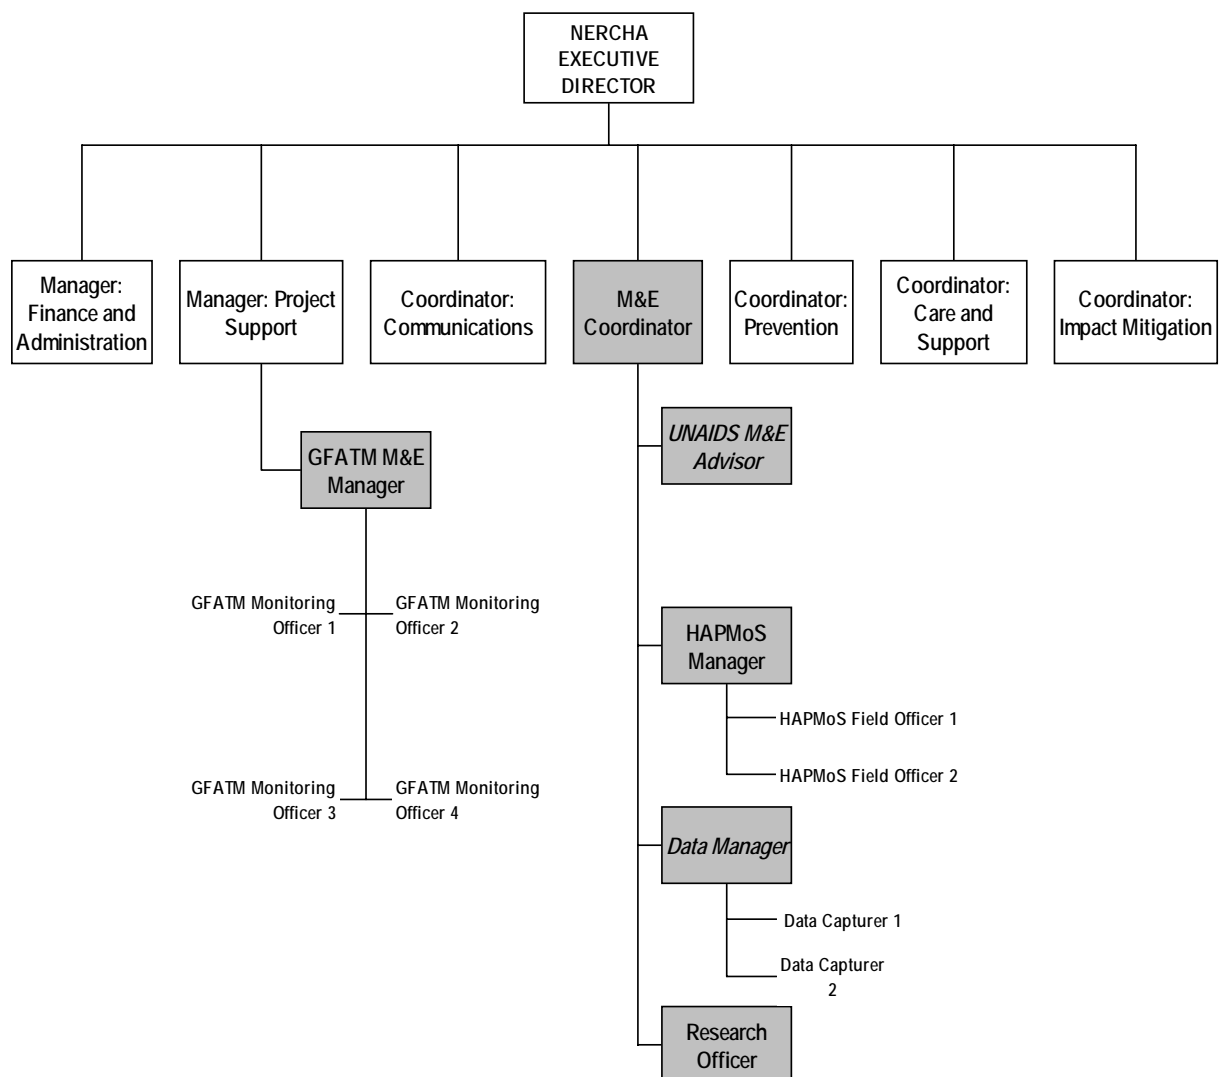 NERCHA
EXECUTIVE
DIRECTOR
Manager:
Finance and
Administration
Manager: Project
Support
Coordinator:
Communications
M&E
Coordinator
Coordinator:
Prevention
Coordinator:
Care and
Support
Coordinator:
Impact Mitigation
UNAIDS M&E
Advisor
GFATM M&E
Manager
GFATM Monitoring
Officer 1
GFATM Monitoring
Officer 2
HAPMoS
Manager
HAPMoS Field Officer 1
HAPMoS Field Officer 2
GFATM Monitoring
Officer 3
GFATM Monitoring
Officer 4
Data Manager
Data Capturer 1
Data Capturer
2
Research
Officer